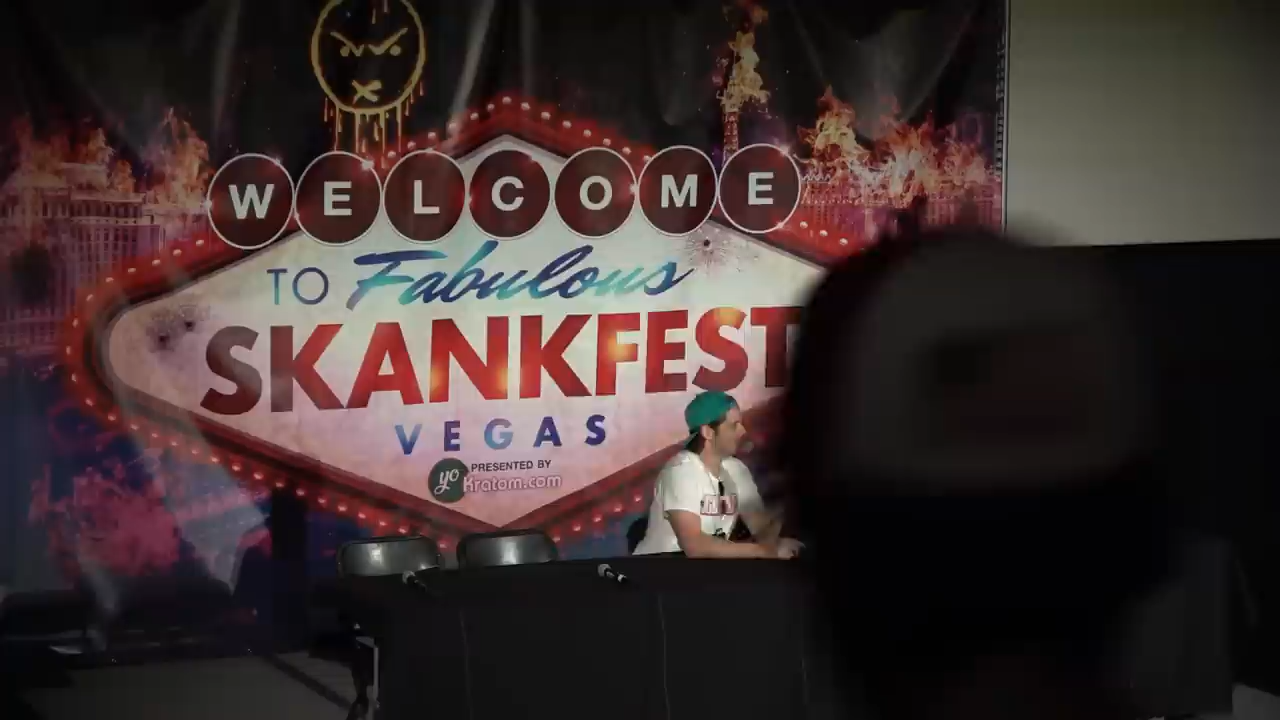 WELCOME
TO Fabulous
SKANKFEST
VEGAS
PRESENTED BY
yo Kratom.com